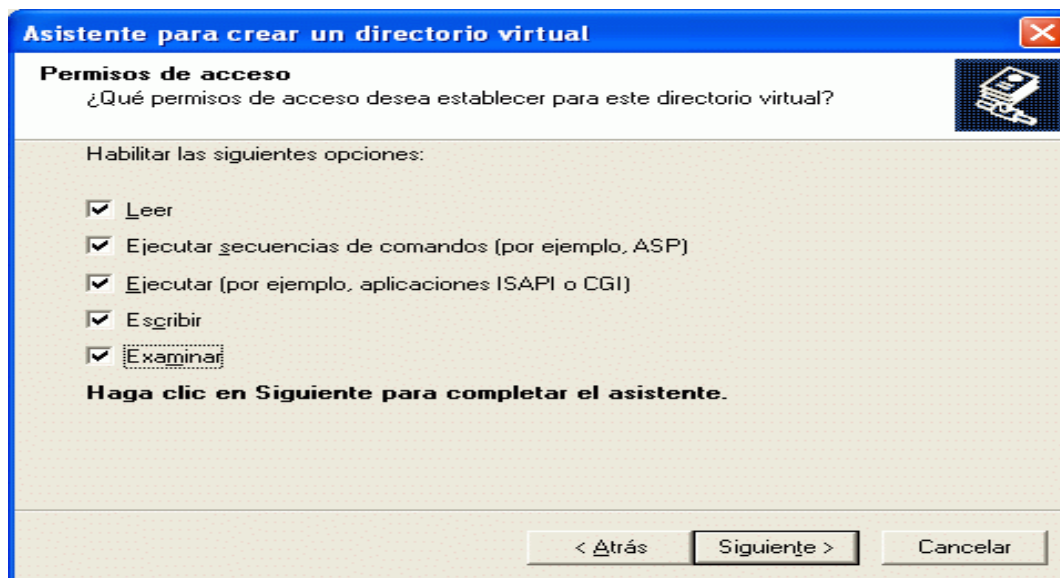 Asistente para crear un directorio virtual
Permisos de acceso
¿Qué permisos de acceso desea establecer para este directorio virtual?
Habilitar las siguientes opciones:
Leer
Ejecutar secuencias de comandos (por ejemplo, ASP)
Ejecutar (por ejemplo, aplicaciones ISAPI o CGI)
Escribir
Examinar
Haga clic en Siguiente para completar el asistente.
< Atrás Siguiente > Cancelar